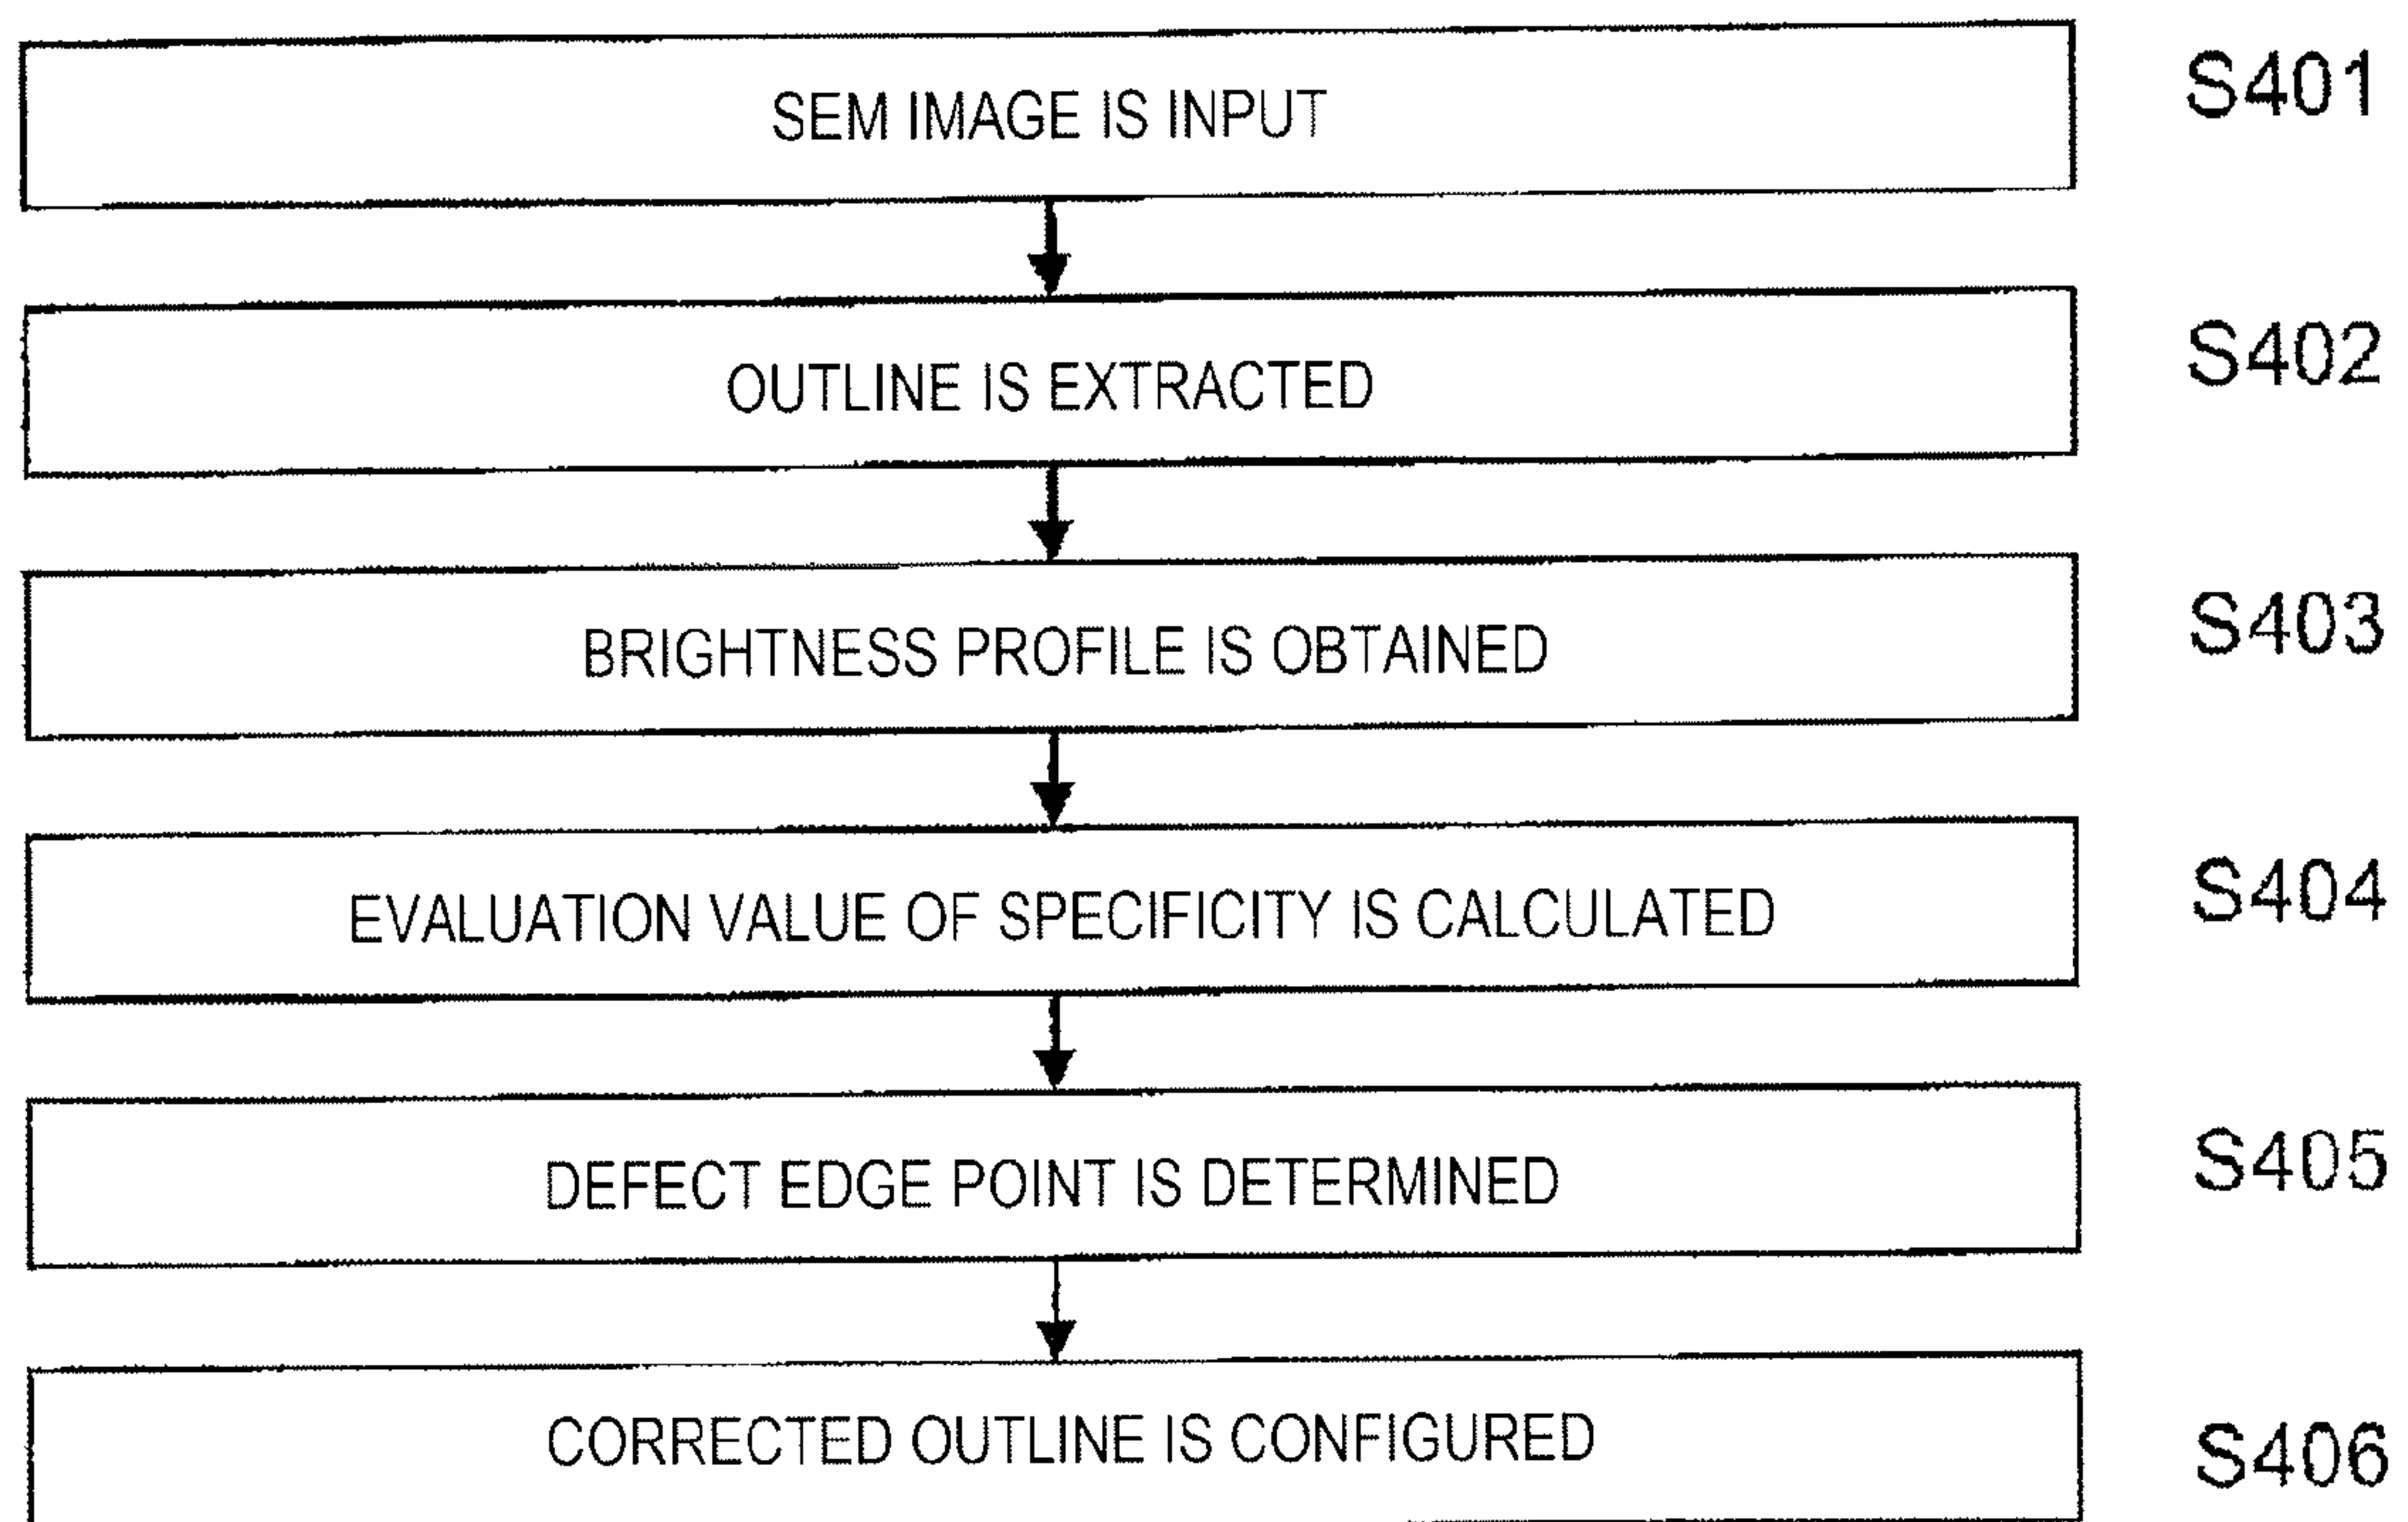 SEM IMAGE IS INPUT S401
OUTLINE IS EXTRACTED S402
BRIGHTNESS PROFILE IS OBTAINED S403
EVALUATION VALUE OF SPECIFICITY IS CALCULATED S404
DEFECT EDGE POINT IS DETERMINED S405
CORRECTED OUTLINE IS CONFIGURED S406